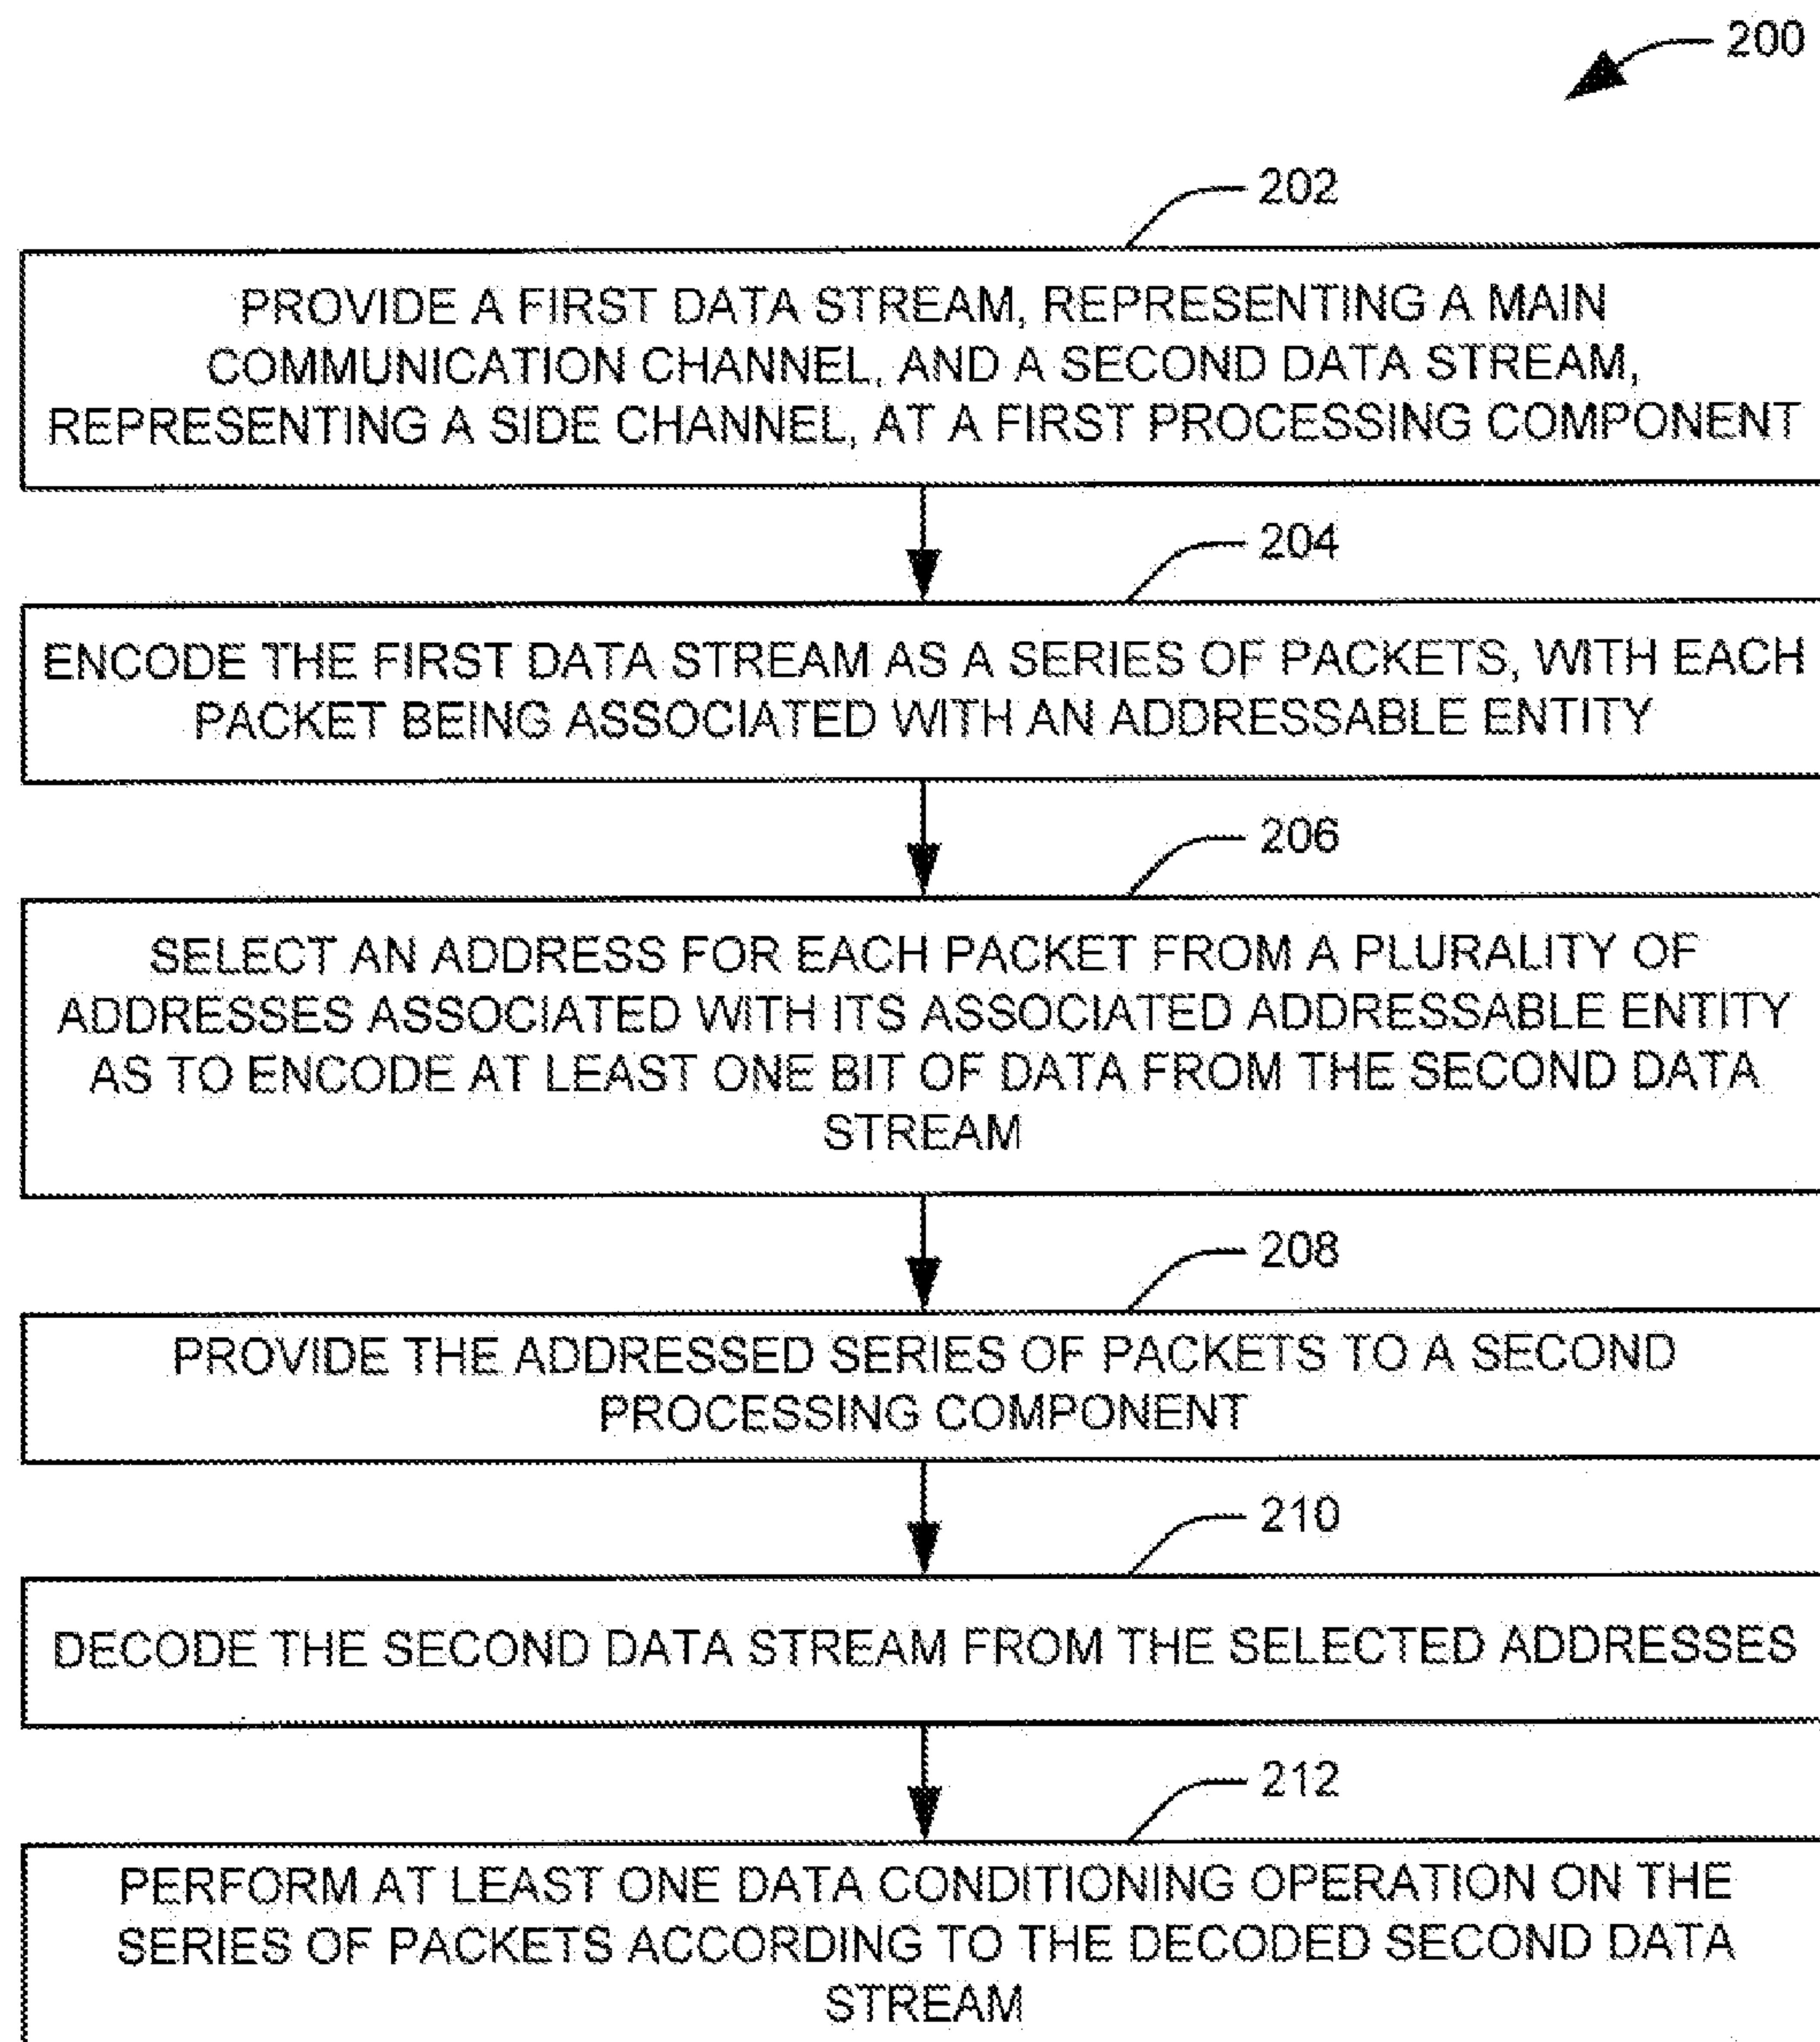 200
202
PROVIDE A FIRST DATA STREAM, REPRESENTING A MAIN
COMMUNICATION CHANNEL, AND A SECOND DATA STREAM,
REPRESENTING A SIDE CHANNEL, AT A FIRST PROCESSING COMPONENT
204
ENCODE THE FIRST DATA STREAM AS A SERIES OF PACKETS, WITH EACH
PACKET BEING ASSOCIATED WITH AN ADDRESSABLE ENTITY
206
SELECT AN ADDRESS FOR EACH PACKET FROM A PLURALITY OF
ADDRESSES ASSOCIATED WITH ITS ASSOCIATED ADDRESSABLE ENTITY
AS TO ENCODE AT LEAST ONE BIT OF DATA FROM THE SECOND DATA
STREAM
208
PROVIDE THE ADDRESSED SERIES OF PACKETS TO A SECOND
PROCESSING COMPONENT
210
DECODE THE SECOND DATA STREAM FROM THE SELECTED ADDRESSES
212
PERFORM AT LEAST ONE DATA CONDITIONING OPERATION ON THE
SERIES OF PACKETS ACCORDING TO THE DECODED SECOND DATA
STREAM